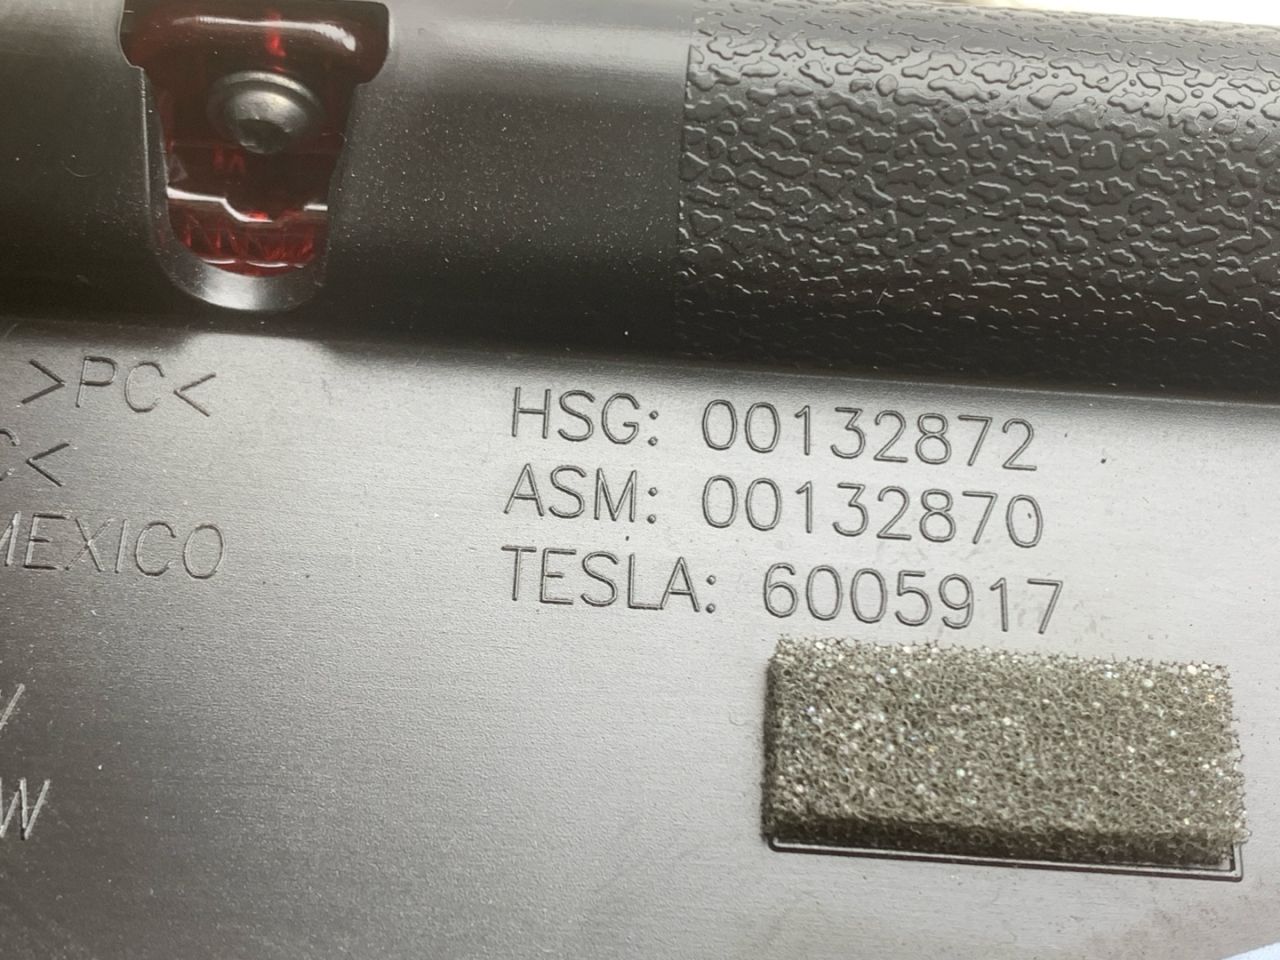 >PC<
C<
MEXICO
W
HSG: 00132872
ASM: 00132870
TESLA: 6005917